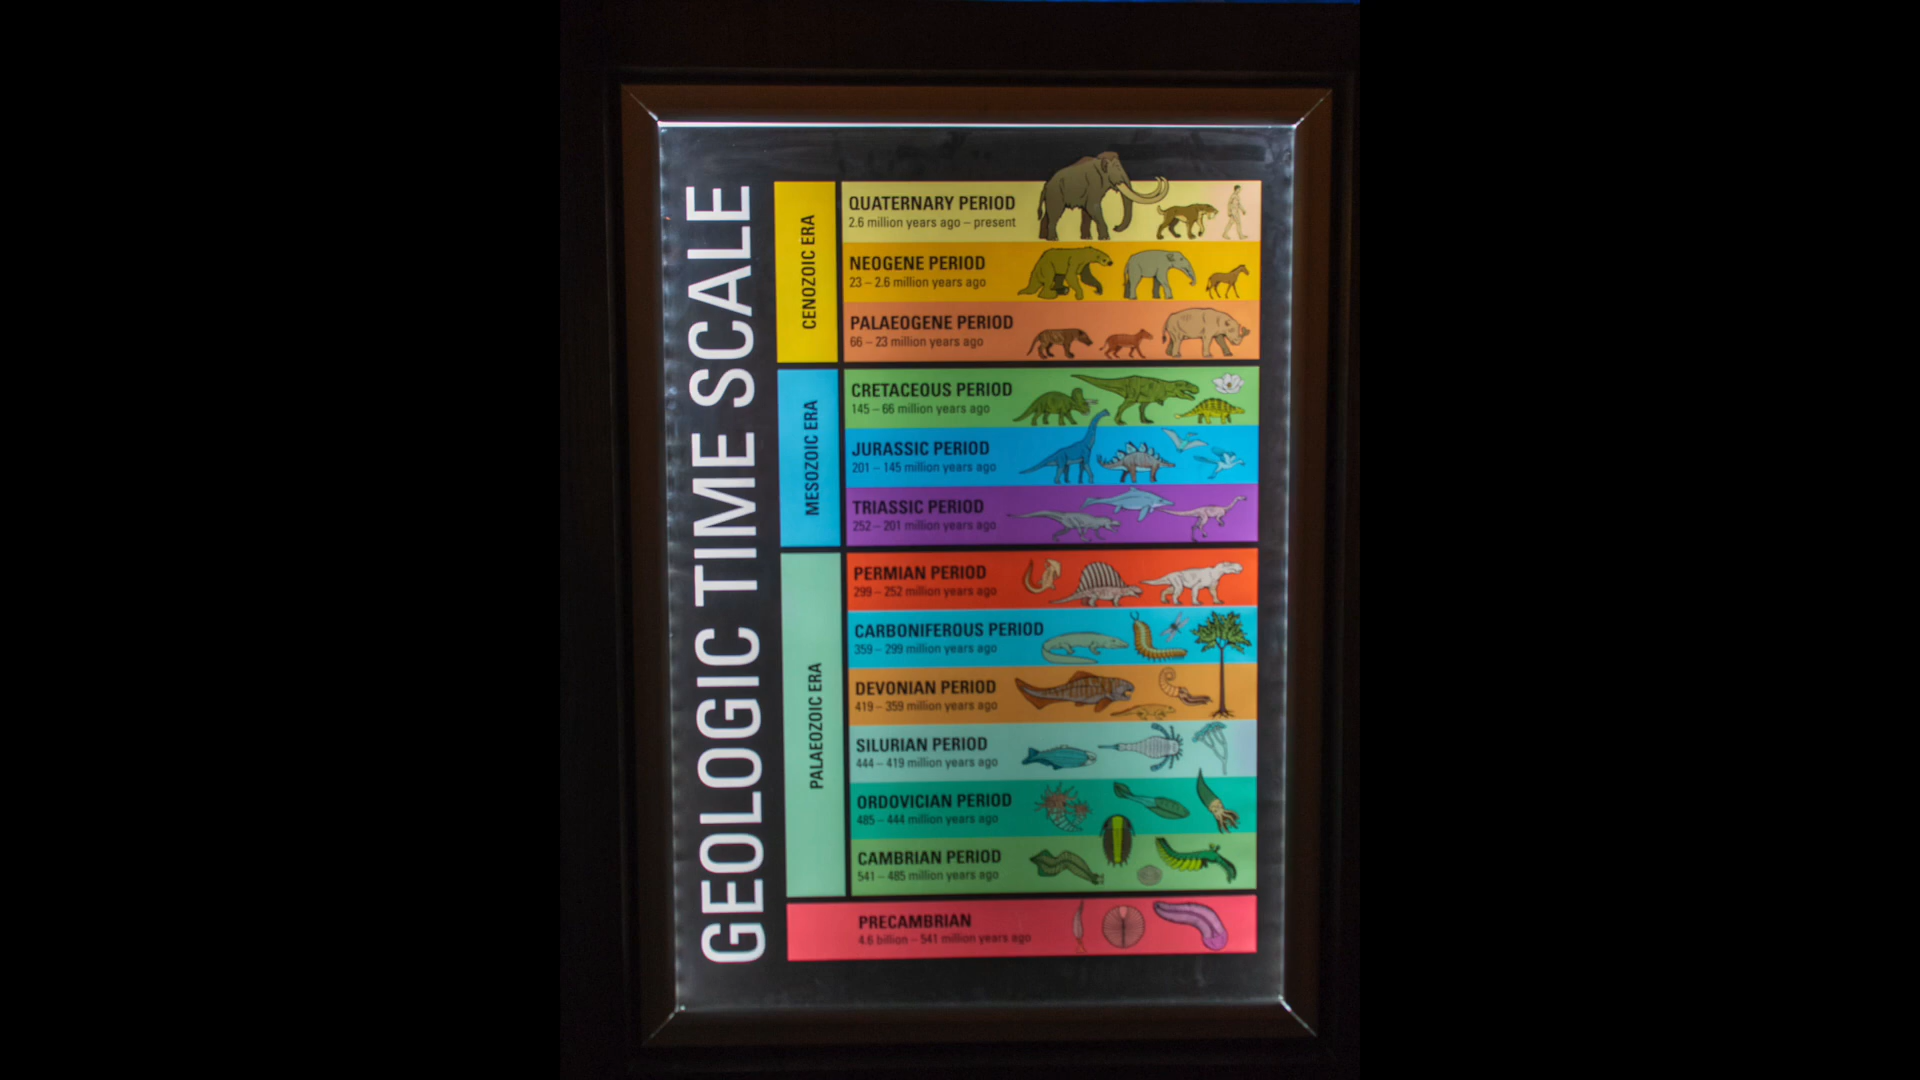 GEOLOGIC TIME SCALE
CENOZOIC ERA
QUATERNARY PERIOD
2.6 million years ago – present
NEOGENE PERIOD
23 – 2.6 million years ago
PALAEOGENE PERIOD
66 – 23 million years ago
MESOZOIC ERA
CRETACEOUS PERIOD
145 – 66 million years ago
JURASSIC PERIOD
201 – 145 million years ago
TRIASSIC PERIOD
252 – 201 million years ago
PALAEOZOIC ERA
PERMIAN PERIOD
299 – 252 million years ago
CARBONIFEROUS PERIOD
359 – 299 million years ago
DEVONIAN PERIOD
419 – 359 million years ago
SILURIAN PERIOD
444 – 419 million years ago
ORDOVICIAN PERIOD
485 – 444 million years ago
CAMBRIAN PERIOD
541 – 485 million years ago
PRECAMBRIAN
4.6 billion – 541 million years ago